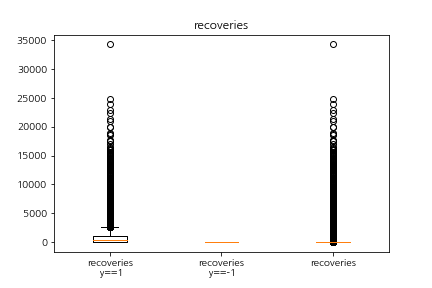 recoveries
35000
30000
25000
20000
15000
10000
5000
0
recoveries
y==1
recoveries
y==-1
recoveries